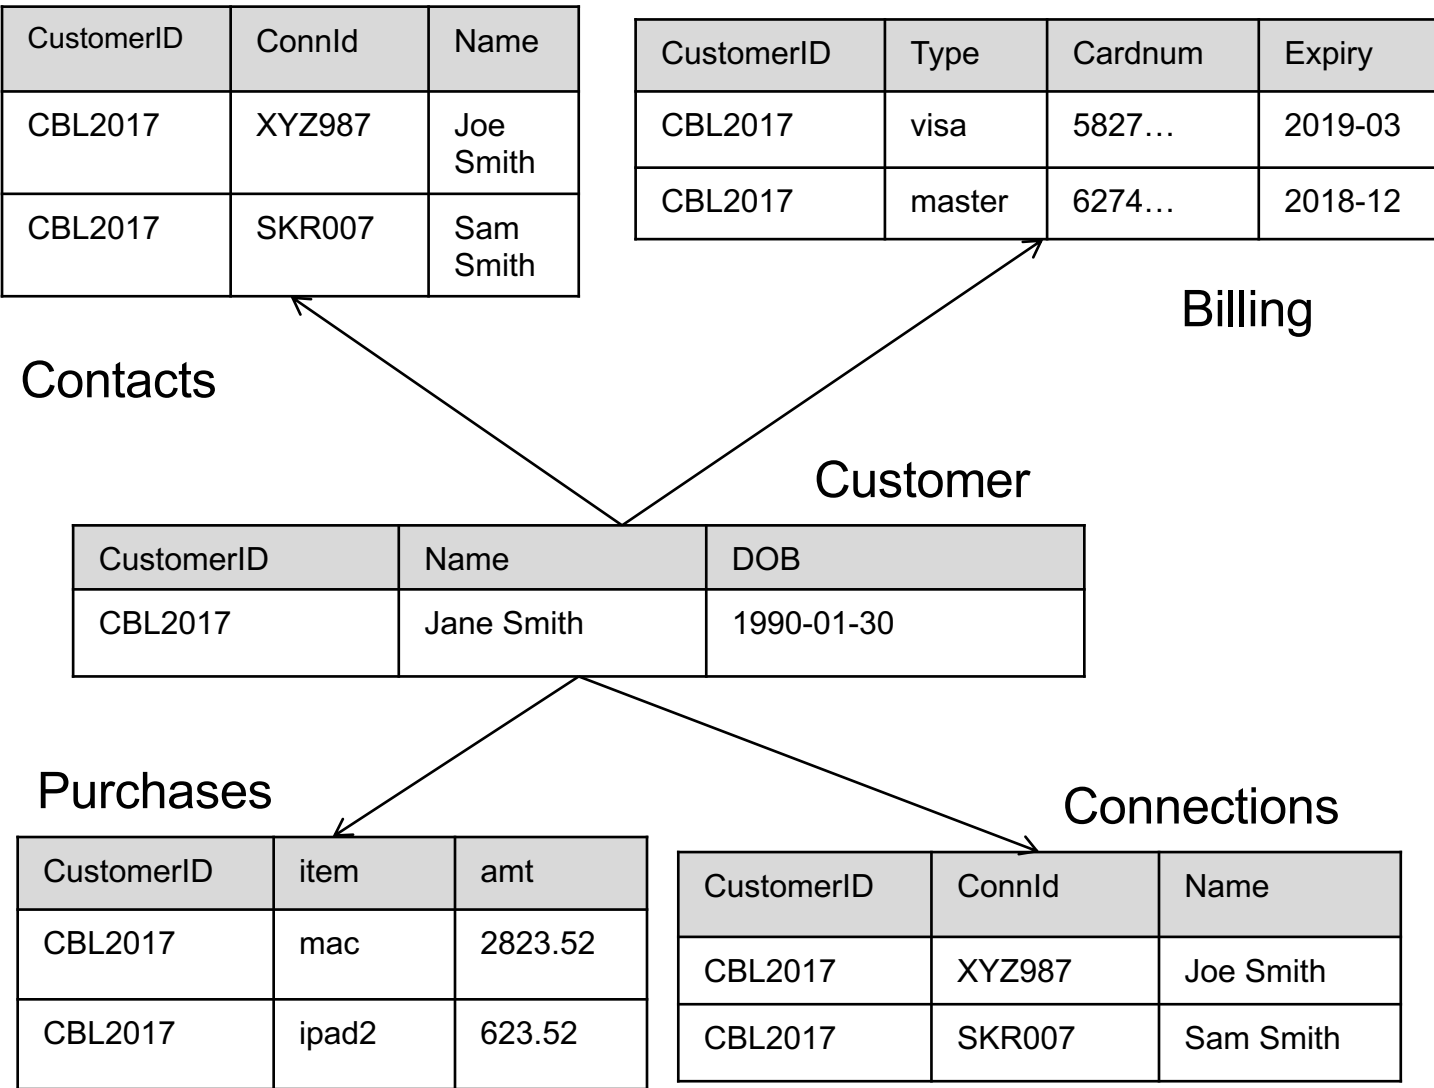 CustomerID ConnId Name
CBL2017 XYZ987 Joe
Smith
CBL2017 SKR007 Sam
Smith
Contacts
CustomerID Type Cardnum Expiry
CBL2017 visa 5827… 2019-03
CBL2017 master 6274… 2018-12
Billing
Customer
CustomerID Name DOB
CBL2017 Jane Smith 1990-01-30
Purchases
CustomerID item amt
CBL2017 mac 2823.52
CBL2017 ipad2 623.52
Connections
CustomerID ConnId Name
CBL2017 XYZ987 Joe Smith
CBL2017 SKR007 Sam Smith